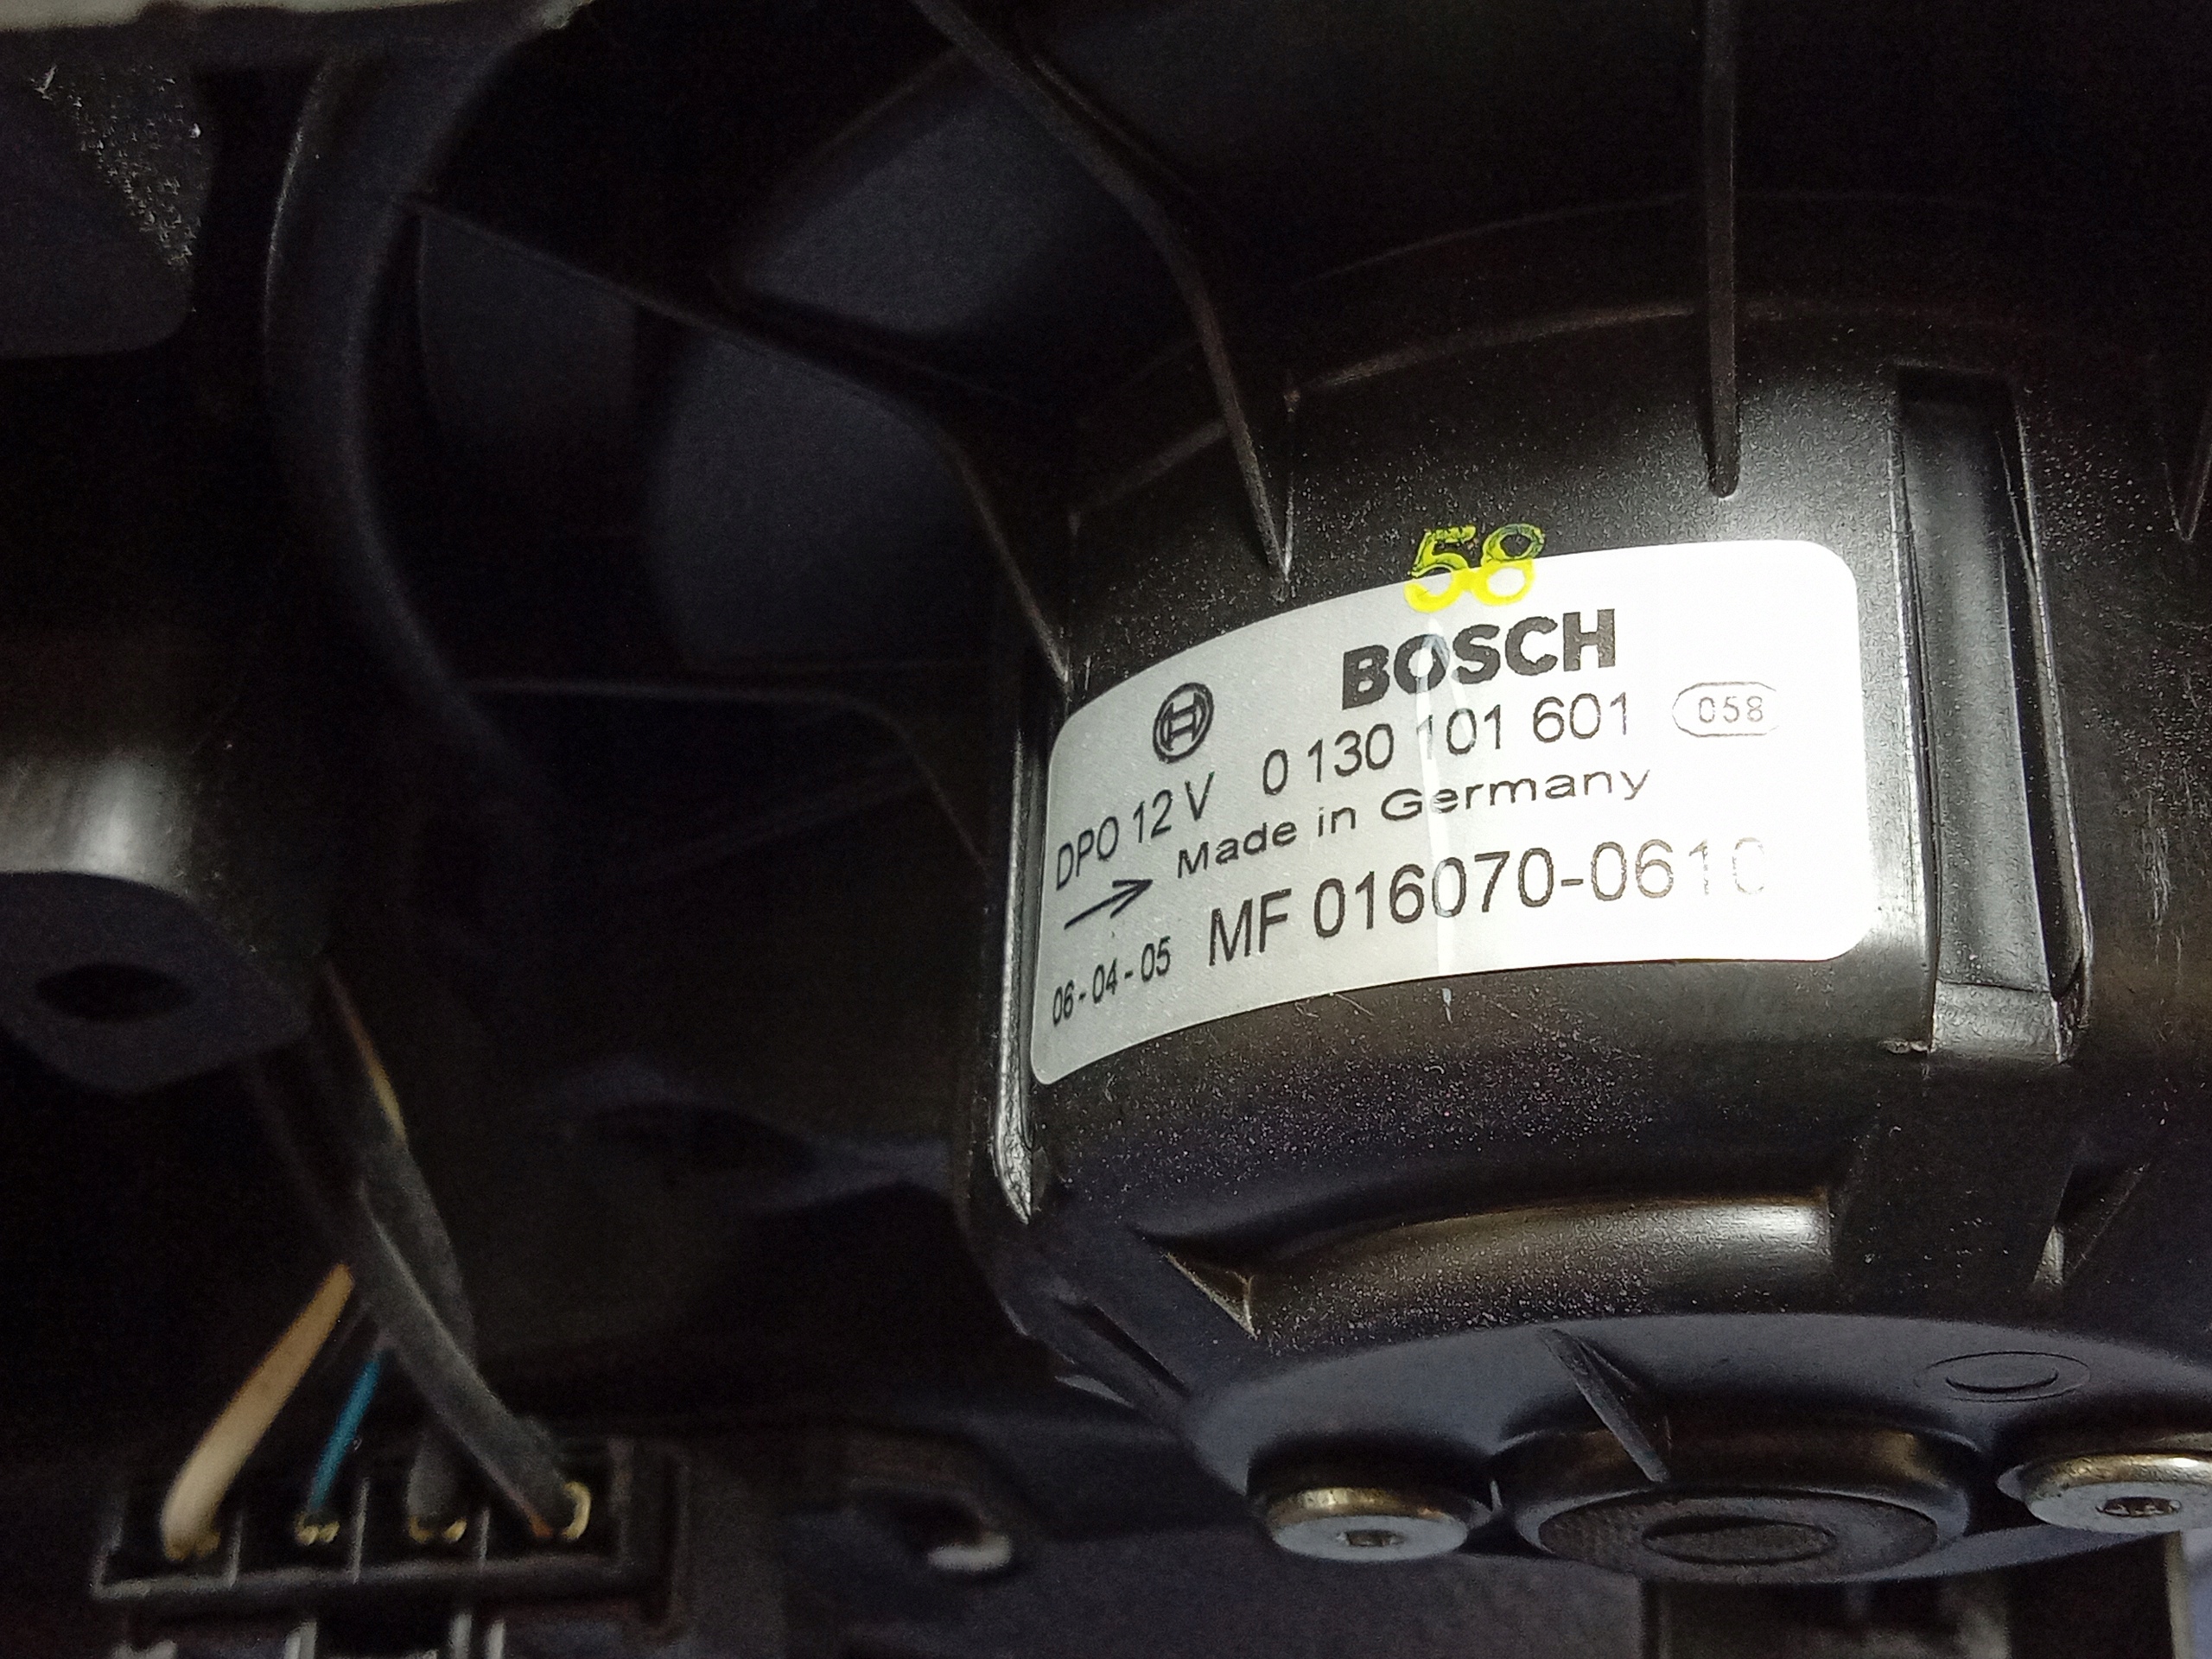 58
BOSCH
DPO 12 V 0 130 101 601 058
Made in Germany
06-04-05 MF 016070-0610